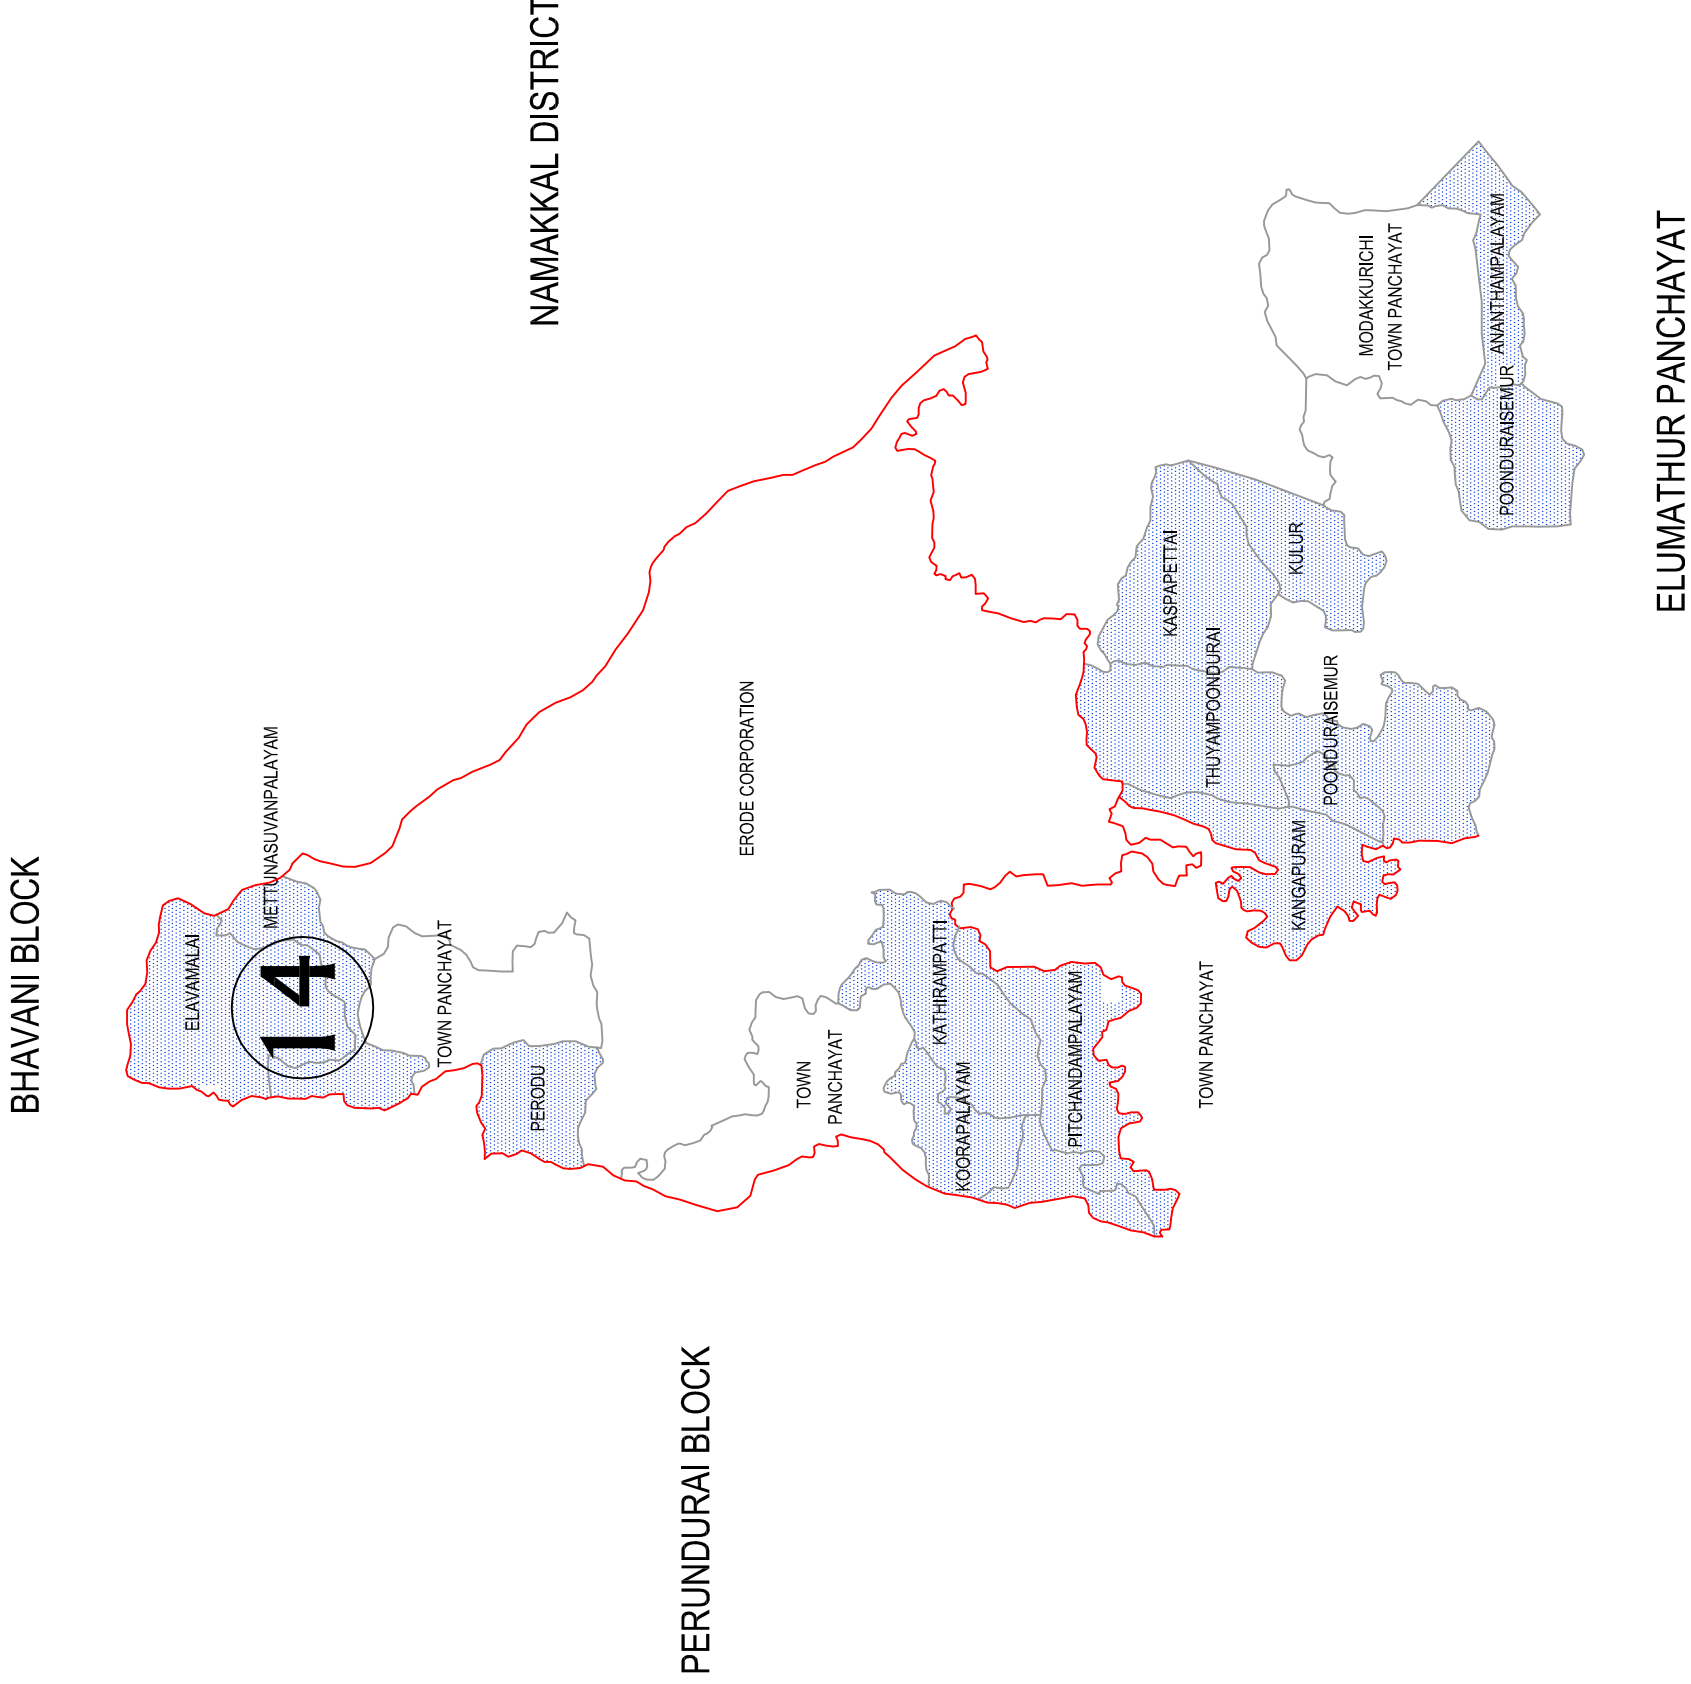 BHAVANI BLOCK
ELAVAMALAI
METTUNASUVANPALAYAM
14
TOWN PANCHAYAT
PERODU
NAMAKKAL DISTRICT
PERUNDURAI BLOCK
ERODE CORPORATION
TOWN
PANCHAYAT
KATHIRAMPATTI
KOORAPALAYAM
PITCHANDAMPALAYAM
TOWN PANCHAYAT
KASPAPETTAI
THUYAMPOONDURAI
KULUR
KANGAPURAM
POONDURAISEMUR
MODAKKURICHI
TOWN PANCHAYAT
ANANTHAMPALAYAM
POONDURAISEMUR
ELUMATHUR PANCHAYAT